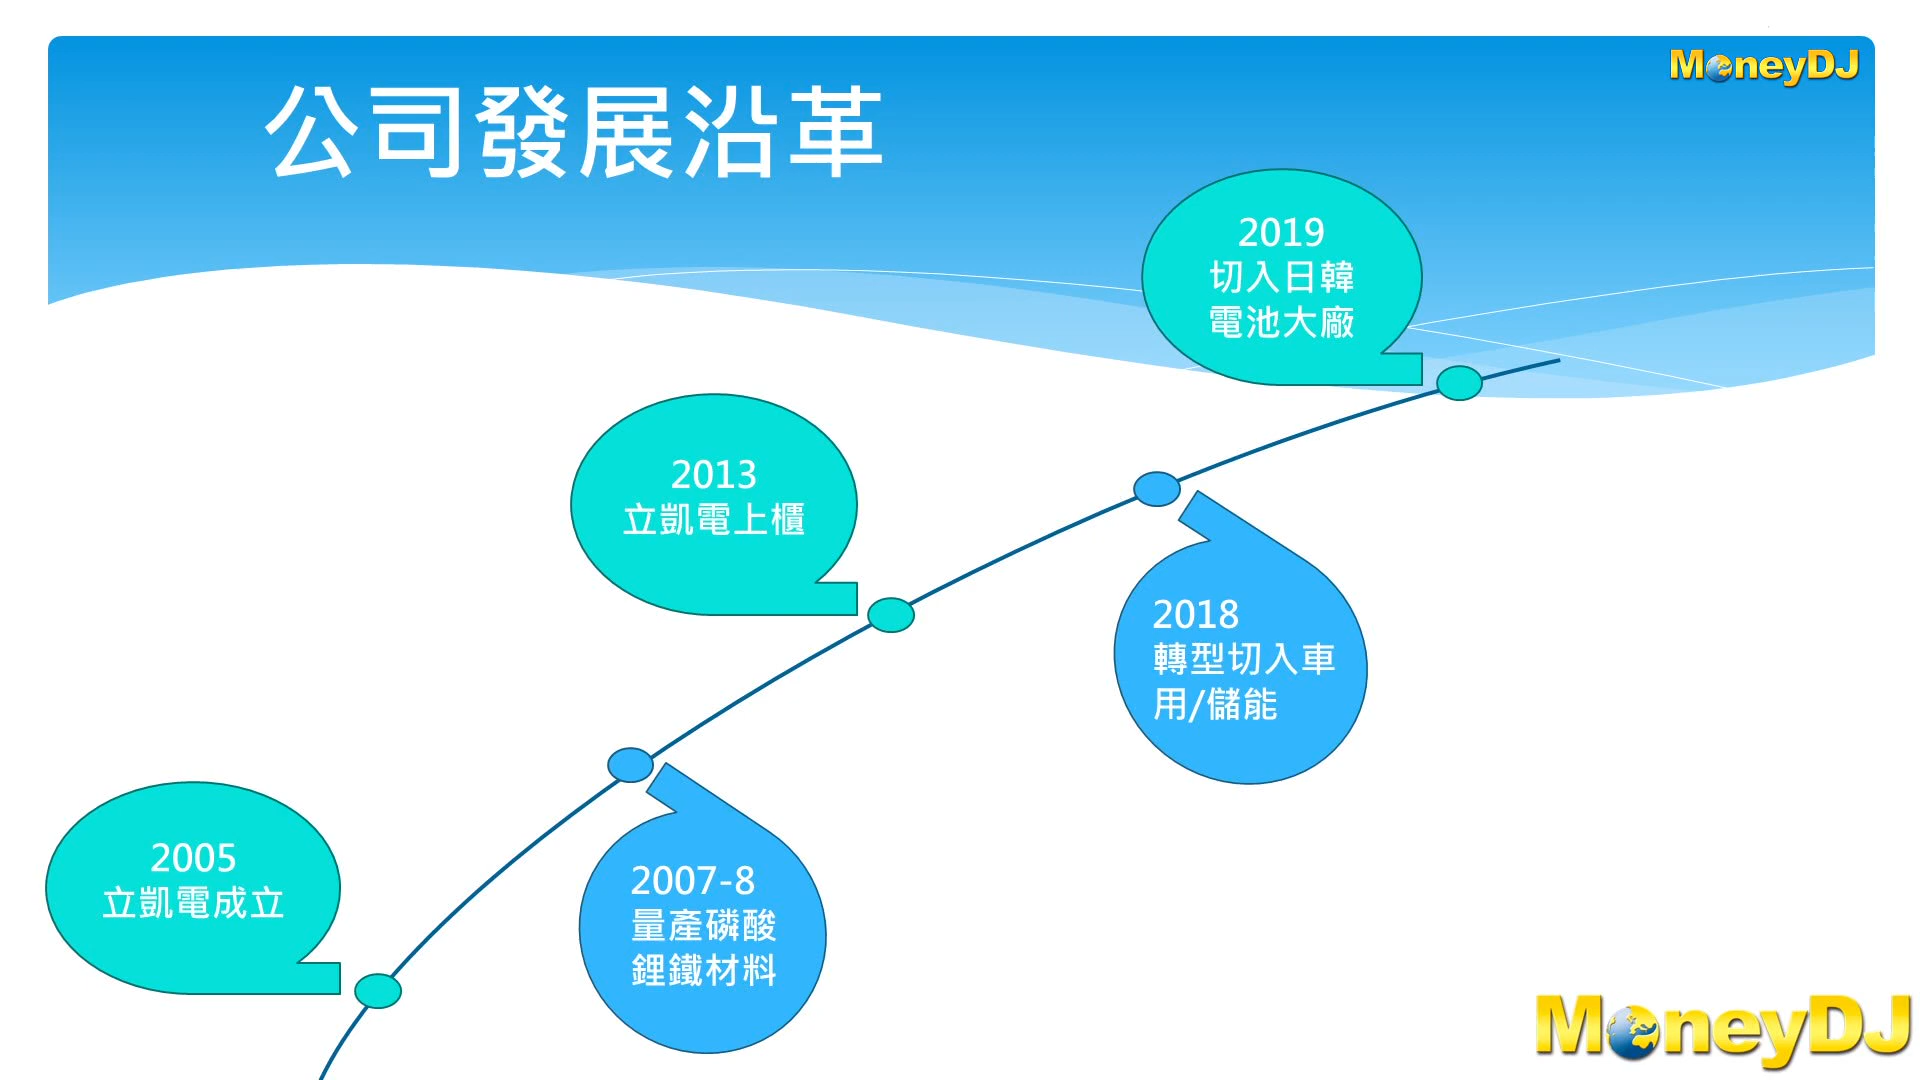 MoneyDJ
公司發展沿革
2019
切入日韓
電池大廠
2013
立凱電上櫃
2018
轉型切入車
用/儲能
2005
立凱電成立
2007-8
量產磷酸
鋰鐵材料
MoneyDJ